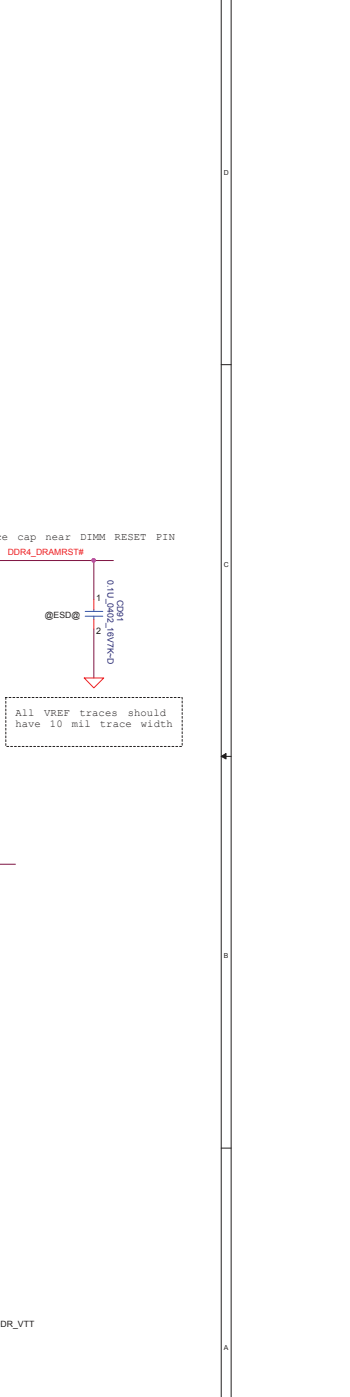 D
ce cap near DIMM RESET PIN
DDR4_DRAMRST#
C
1
@ESD@
2
CD91
0.1U_0402_16V7K~D
All VREF traces should
have 10 mil trace width
B
DR_VTT
A